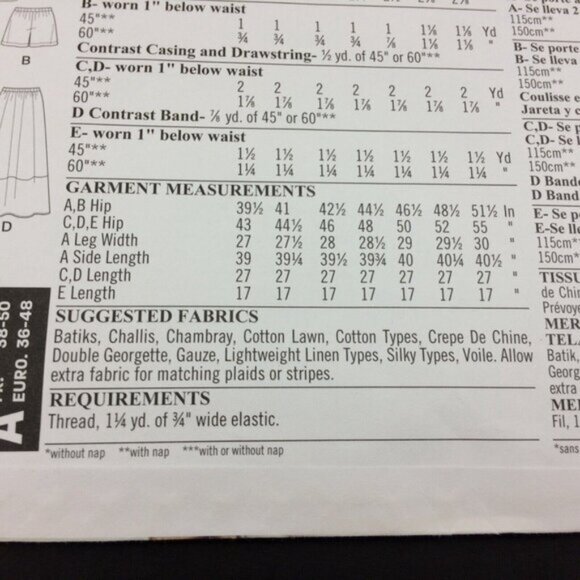 B- worn 1" below waist
45"** 1 1 1 1 1 1⅛ 1⅛ Yd
60"** ¾ ¾ ¾ ¾ ⅞ 1⅛ 1⅛ "
Contrast Casing and Drawstring- ½ yd. of 45" or 60"***
C,D- worn 1" below waist
45"** 2 2 2 2 2 2 2 Yd
60"** 1⅞ 1⅞ 1⅞ 1⅞ 1⅞ 1⅞ 1⅞ "
D Contrast Band- ⅞ yd. of 45" or 60"***
E- worn 1" below waist
45"** 1½ 1½ 1½ 1½ 1½ 1½ 1½ Yd
60"** 1¼ 1¼ 1¼ 1¼ 1¼ 1¼ 1¼ "
GARMENT MEASUREMENTS
A,B Hip 39½ 41 42½ 44½ 46½ 48½ 51½ In
C,D,E Hip 43 44½ 46 48 50 52 55 "
A Leg Width 27 27½ 28 28½ 29 29½ 30 "
A Side Length 39 39¼ 39½ 39¾ 40 40¼ 40½ "
C,D Length 27 27 27 27 27 27 27 "
E Length 17 17 17 17 17 17 17 "
SUGGESTED FABRICS
Batiks, Challis, Chambray, Cotton Lawn, Cotton Types, Crepe De Chine,
Double Georgette, Gauze, Lightweight Linen Types, Silky Types, Voile. Allow
extra fabric for matching plaids or stripes.
REQUIREMENTS
Thread, 1¼ yd. of ¾" wide elastic.
*without nap **with nap ***with or without nap
B
D
A
FR. 38-50
EURO. 36-48
A- Se lleva 2
115cm**
150cm**
B- Se porte
B- Se lleva
115cm**
150cm**
Coulisse e
Jareta y c
C,D- Se p
C,D- Se l
115cm**
150cm**
D Bande
D Band
E- Se por
E-Se lleva
115cm*
150cm*
TISSU
de Chi
Prévoye
MER
TELA
Batik,
Georg
extra
MER
Fil, 1
*sans